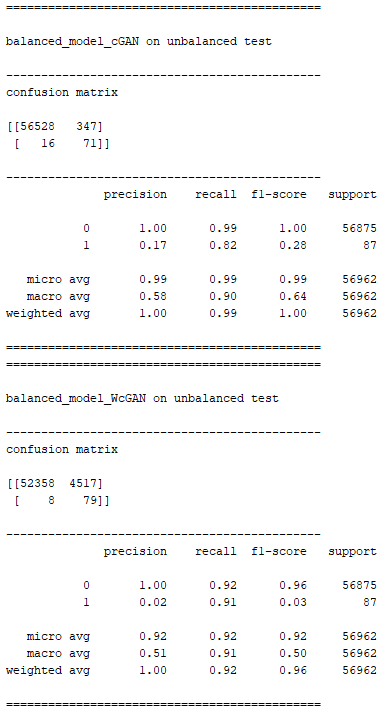 =============================================
balanced_model_cGAN on unbalanced test
---------------------------------------------
confusion matrix
[[56528   347]
 [   16    71]]
---------------------------------------------
              precision    recall  f1-score   support
           0       1.00      0.99      1.00     56875
           1       0.17      0.82      0.28        87
   micro avg       0.99      0.99      0.99     56962
   macro avg       0.58      0.90      0.64     56962
weighted avg       1.00      0.99      1.00     56962
=============================================
=============================================
balanced_model_WcGAN on unbalanced test
---------------------------------------------
confusion matrix
[[52358  4517]
 [    8    79]]
---------------------------------------------
              precision    recall  f1-score   support
           0       1.00      0.92      0.96     56875
           1       0.02      0.91      0.03        87
   micro avg       0.92      0.92      0.92     56962
   macro avg       0.51      0.91      0.50     56962
weighted avg       1.00      0.92      0.96     56962
=============================================